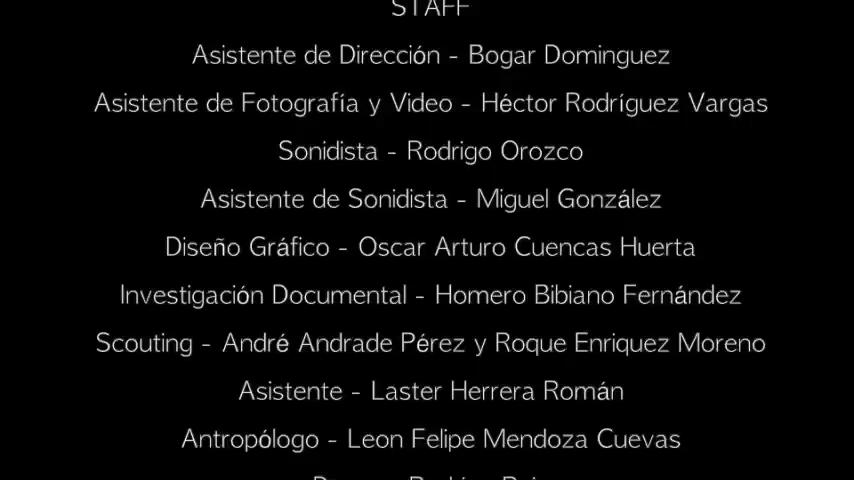 STAFF
Asistente de Dirección - Bogar Dominguez
Asistente de Fotografía y Video - Héctor Rodríguez Vargas
Sonidista - Rodrigo Orozco
Asistente de Sonidista - Miguel González
Diseño Gráfico - Oscar Arturo Cuencas Huerta
Investigación Documental - Homero Bibiano Fernández
Scouting - André Andrade Pérez y Roque Enriquez Moreno
Asistente - Laster Herrera Román
Antropólogo - Leon Felipe Mendoza Cuevas